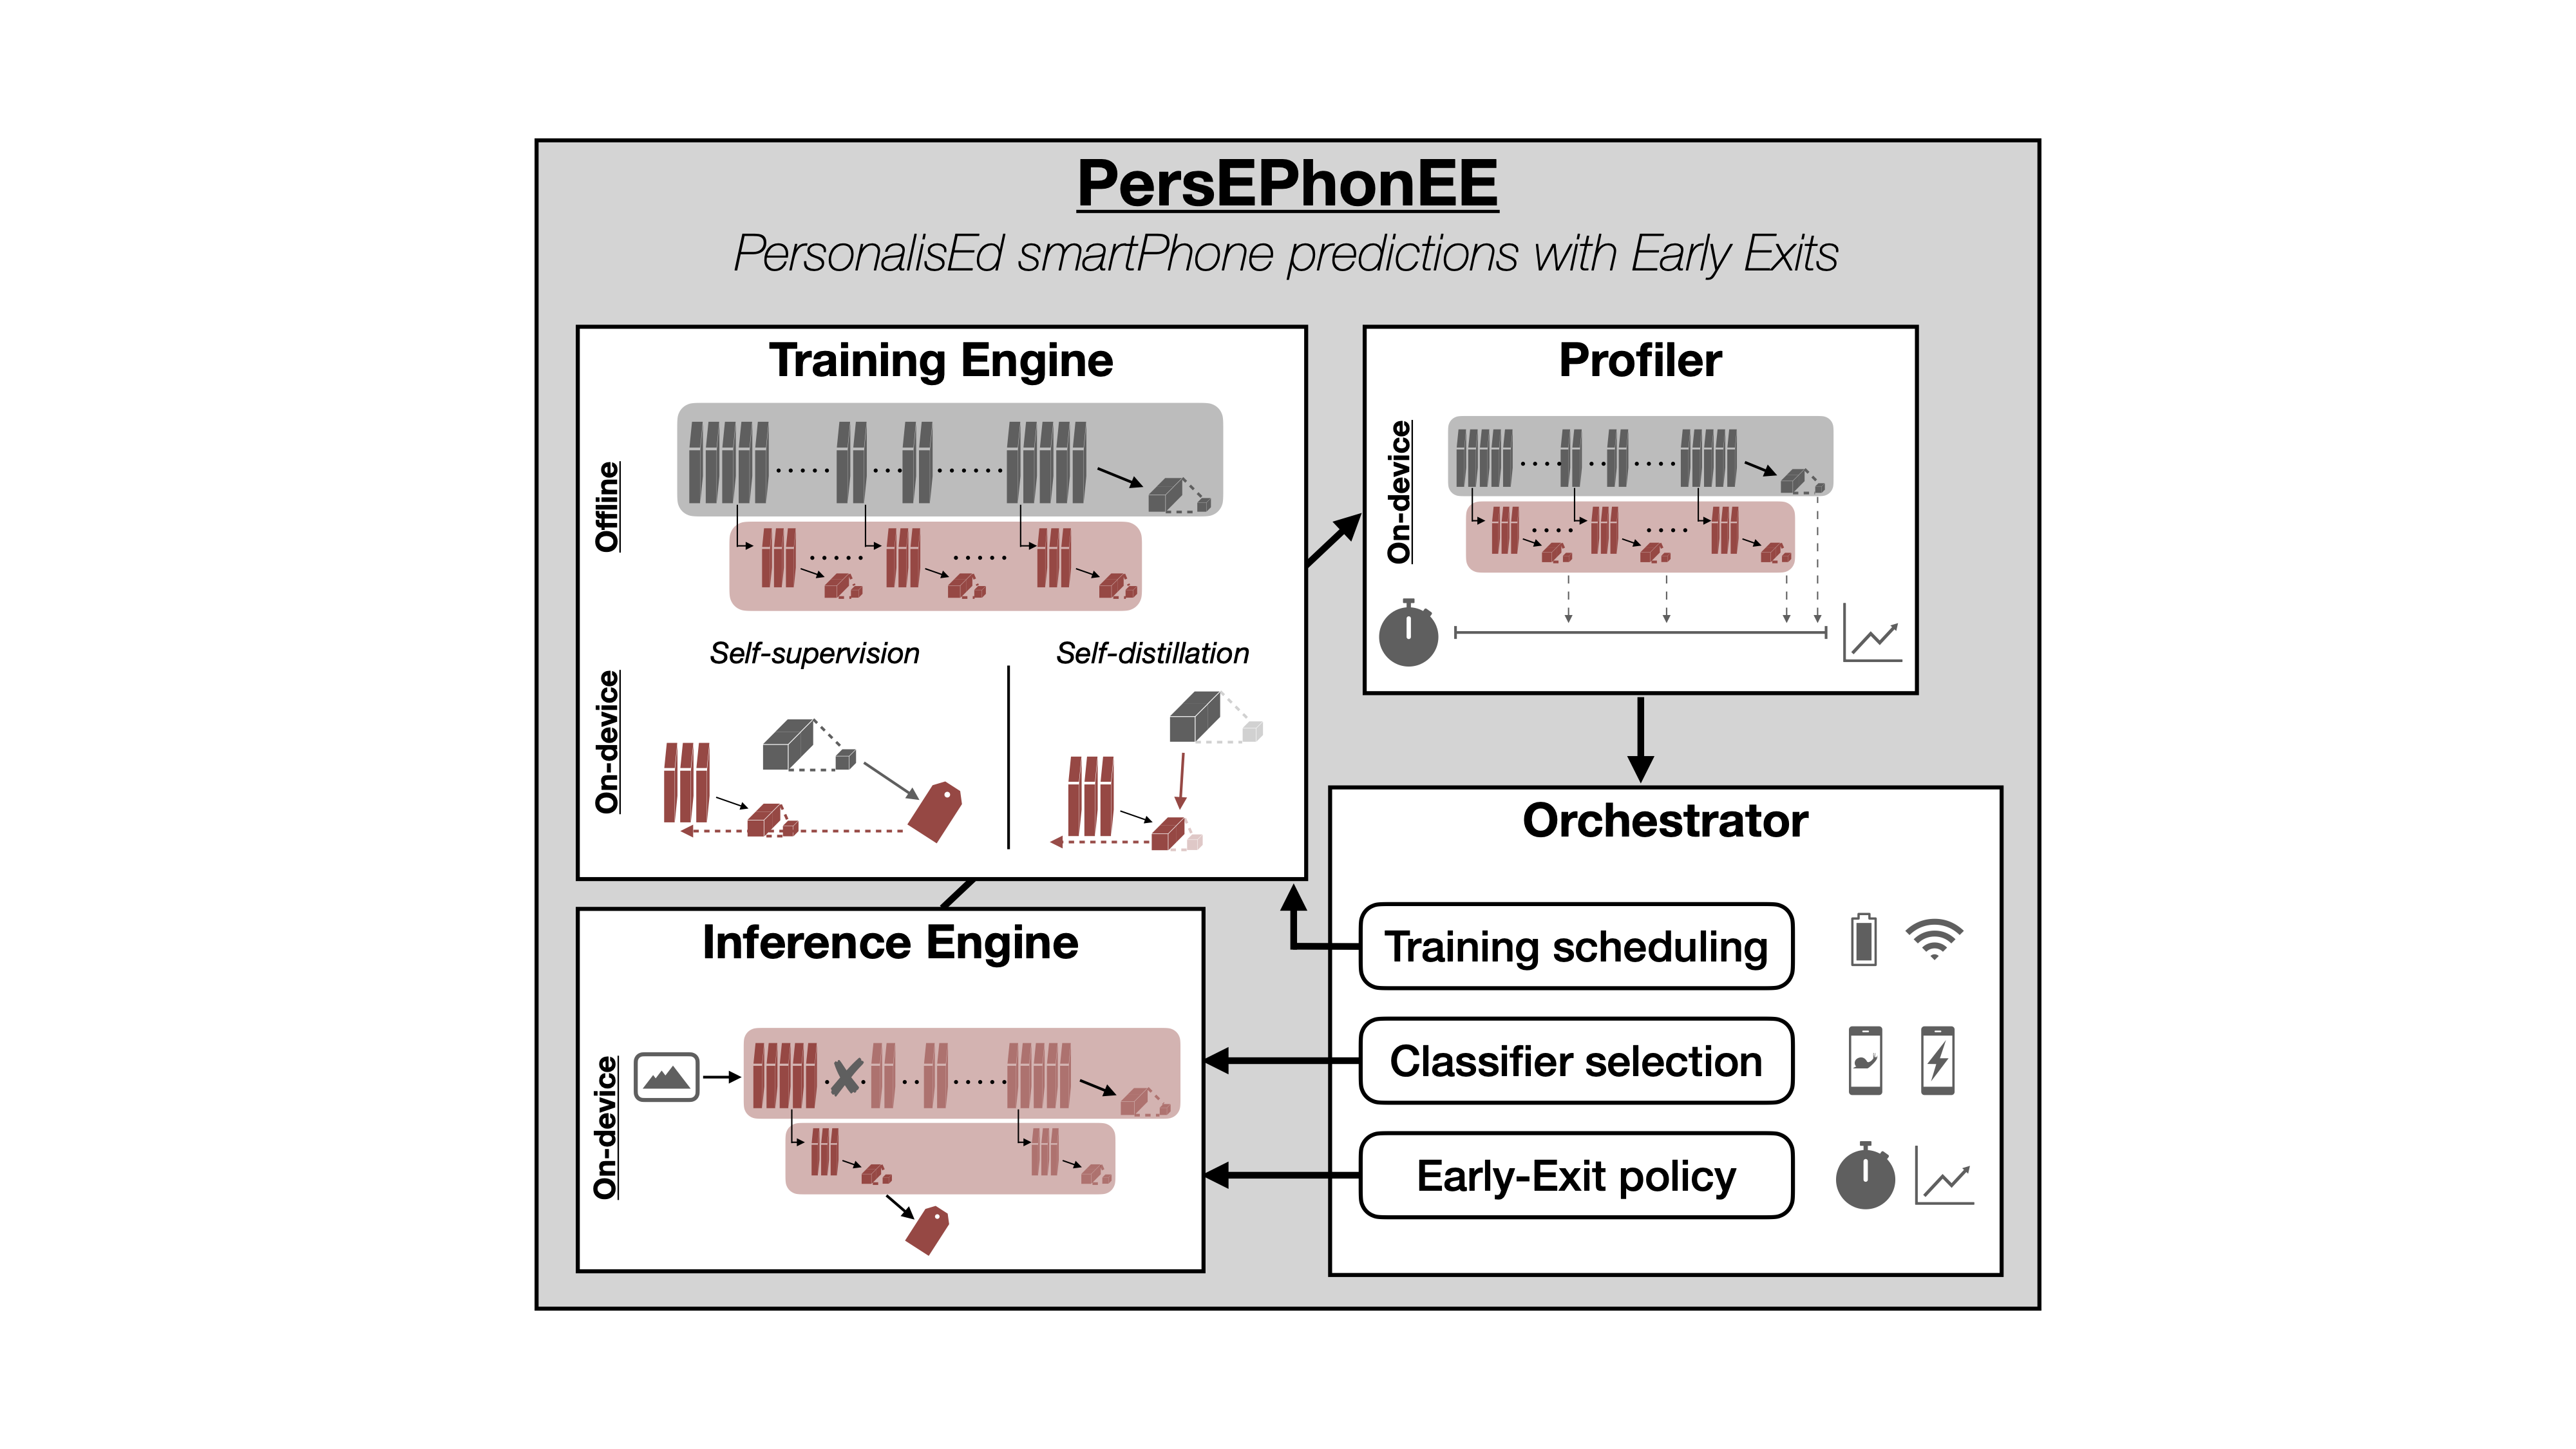 PersEPhonEE
PersonalisEd smartPhone predictions with Early Exits
Training Engine
Offline
Self-supervision
Self-distillation
On-device
Profiler
On-device
Orchestrator
Training scheduling
Classifier selection
Early-Exit policy
Inference Engine
On-device